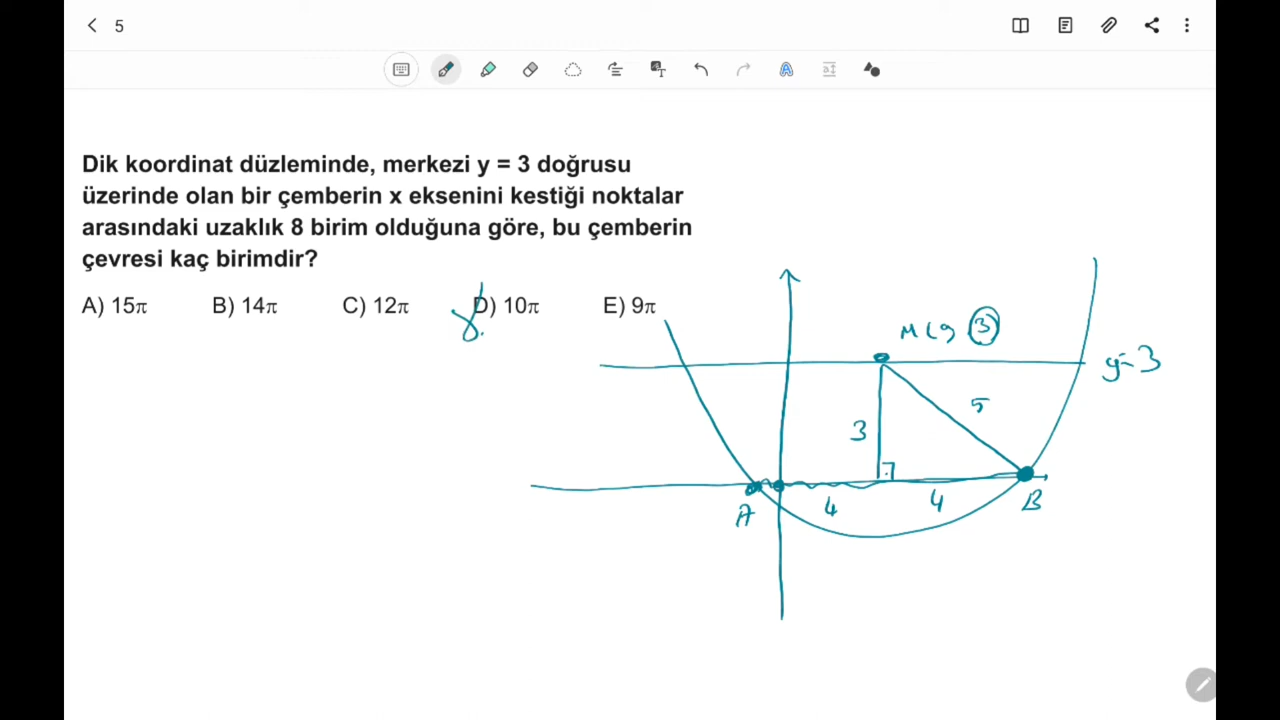 5
Dik koordinat düzleminde, merkezi y = 3 doğrusu
üzerinde olan bir çemberin x eksenini kestiği noktalar
arasındaki uzaklık 8 birim olduğuna göre, bu çemberin
çevresi kaç birimdir?
A) 15π B) 14π C) 12π D) 10π E) 9π
M( 3
y=3
5
3
4 4
A B